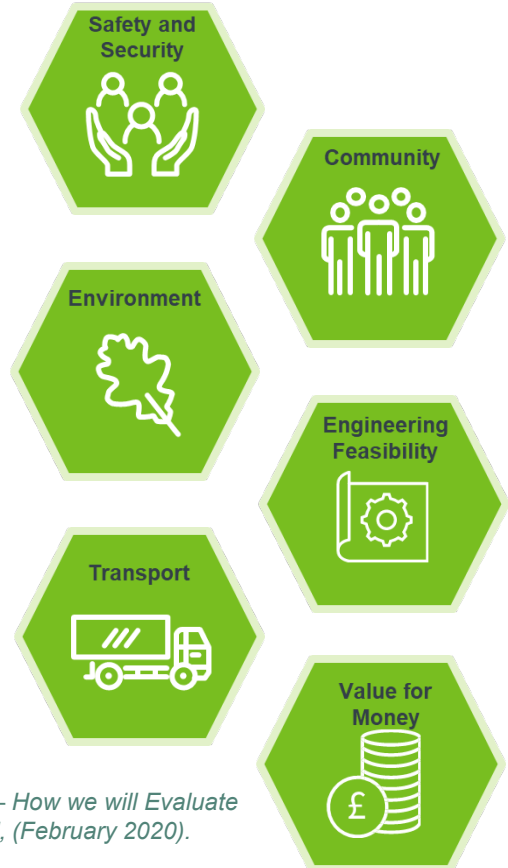 Safety and
Security
Community
Environment
Engineering
Feasibility
Transport
Value for
Money
£
– How we will Evaluate
, (February 2020).